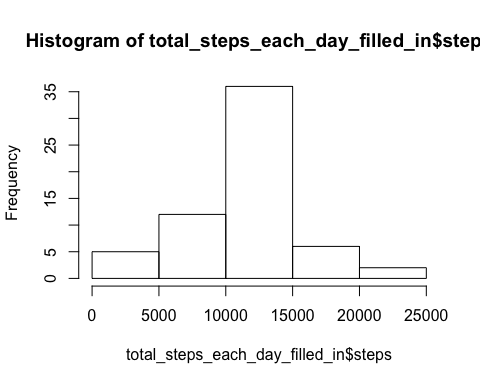 Histogram of total_steps_each_day_filled_in$step
Frequency
35
25
15
5
0
0 5000 10000 15000 20000 25000
total_steps_each_day_filled_in$steps